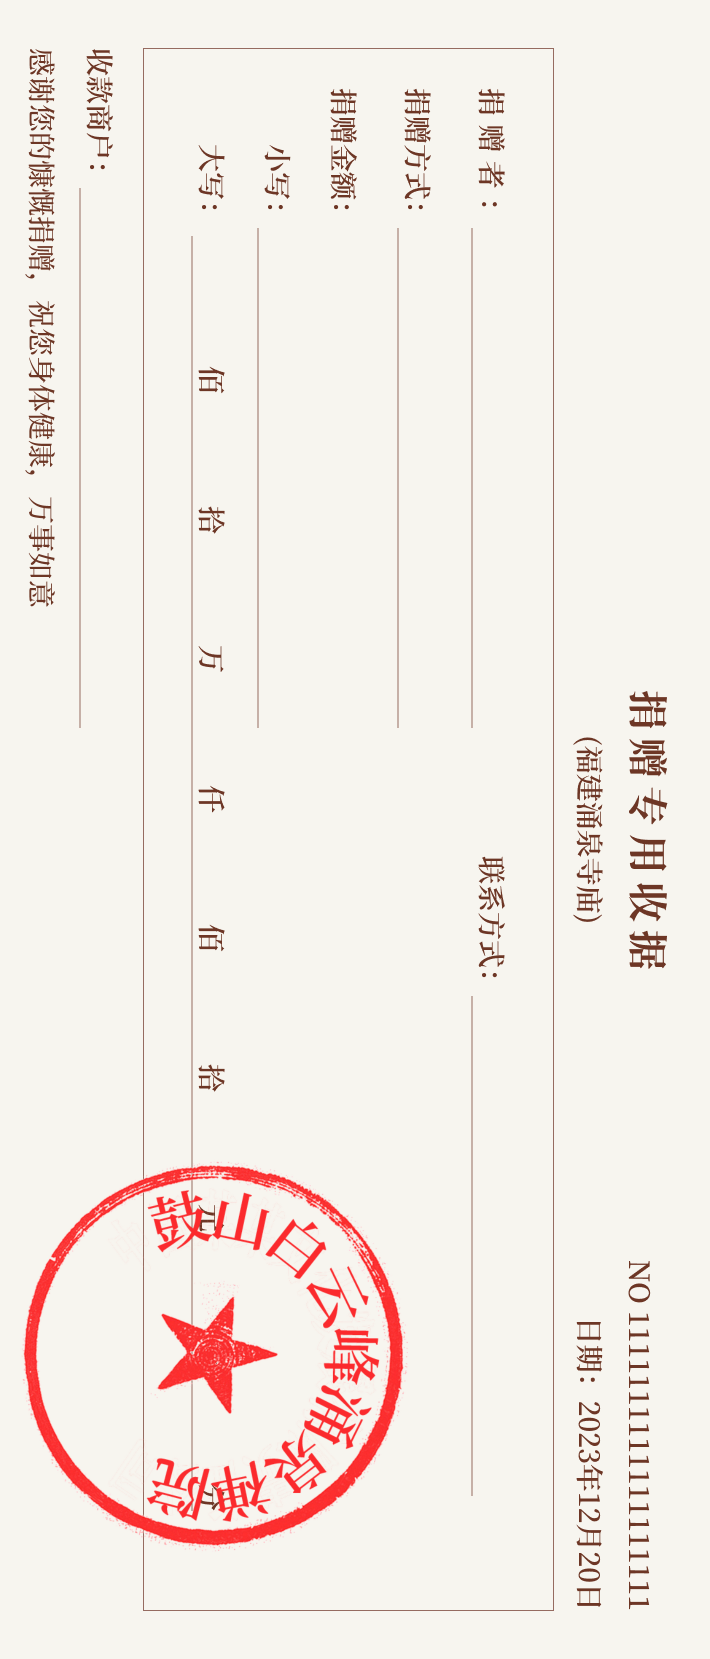 捐赠专用收据
NO 1111111111111111111
(福建涌泉寺庙)
日期：2023年12月20日
捐 赠 者 ：
联系方式：
捐赠方式：
捐赠金额：
小写：
大写： 佰 拾 万 仟 佰 拾 元 分
鼓山白云峰涌泉禅院
收款商户：
感谢您的慷慨捐赠，祝您身体健康，万事如意